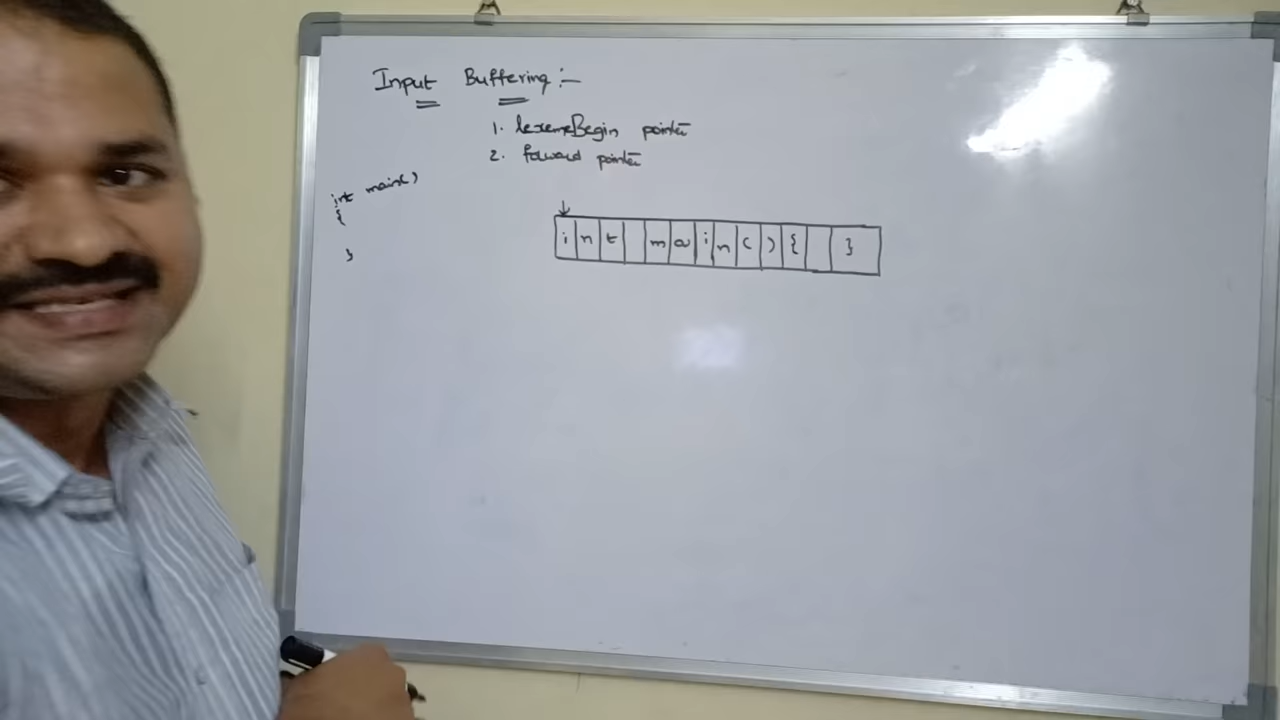 Input Buffering :-
1. lexemeBegin pointer
2. forward pointer
int main()
{
}
i n t m a i n ( ) { }